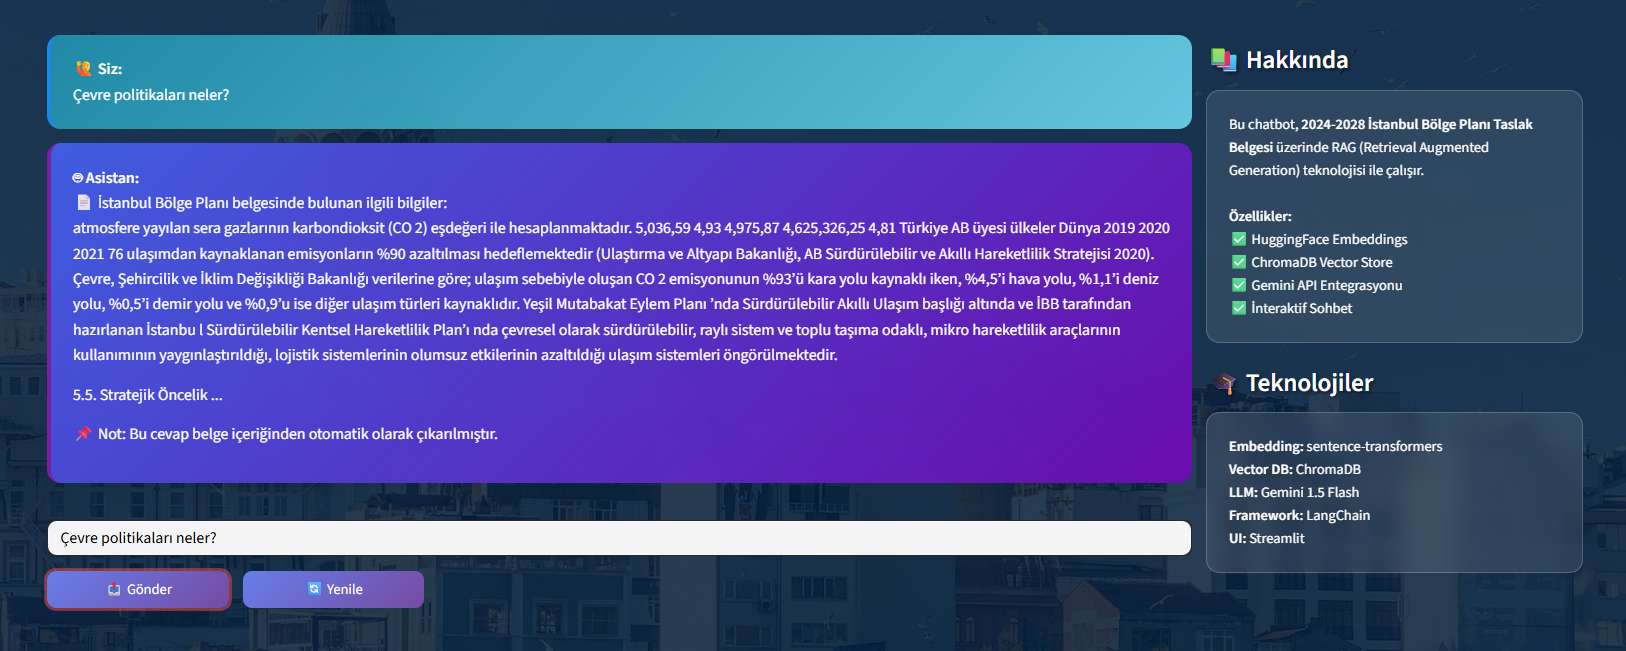 Siz:
Çevre politikaları neler?
Asistan:
İstanbul Bölge Planı belgesinde bulunan ilgili bilgiler:
atmosfere yayılan sera gazlarının karbondioksit (CO 2) eşdeğeri ile hesaplanmaktadır. 5,036,59 4,93 4,975,87 4,625,326,25 4,81 Türkiye AB üyesi ülkeler Dünya 2019 2020
2021 76 ulaşımdan kaynaklanan emisyonların %90 azaltılması hedeflemektedir (Ulaştırma ve Altyapı Bakanlığı, AB Sürdürülebilir ve Akıllı Hareketlilik Stratejisi 2020).
Çevre, Şehircilik ve İklim Değişikliği Bakanlığı verilerine göre; ulaşım sebebiyle oluşan CO 2 emisyonunun %93’ü kara yolu kaynaklı iken, %4,5’i hava yolu, %1,1’i deniz
yolu, %0,5’i demir yolu ve %0,9’u ise diğer ulaşım türleri kaynaklıdır. Yeşil Mutabakat Eylem Planı ’nda Sürdürülebilir Akıllı Ulaşım başlığı altında ve İBB tarafından
hazırlanan İstanbu l Sürdürülebilir Kentsel Hareketlilik Plan’ı nda çevresel olarak sürdürülebilir, raylı sistem ve toplu taşıma odaklı, mikro hareketlilik araçlarının
kullanımının yaygınlaştırıldığı, lojistik sistemlerinin olumsuz etkilerinin azaltıldığı ulaşım sistemleri öngörülmektedir.
5.5. Stratejik Öncelik ...
Not: Bu cevap belge içeriğinden otomatik olarak çıkarılmıştır.
Çevre politikaları neler?
Gönder
Yenile
Hakkında
Bu chatbot, 2024-2028 İstanbul Bölge Planı Taslak
Belgesi üzerinde RAG (Retrieval Augmented
Generation) teknolojisi ile çalışır.
Özellikler:
HuggingFace Embeddings
ChromaDB Vector Store
Gemini API Entegrasyonu
İnteraktif Sohbet
Teknolojiler
Embedding: sentence-transformers
Vector DB: ChromaDB
LLM: Gemini 1.5 Flash
Framework: LangChain
UI: Streamlit